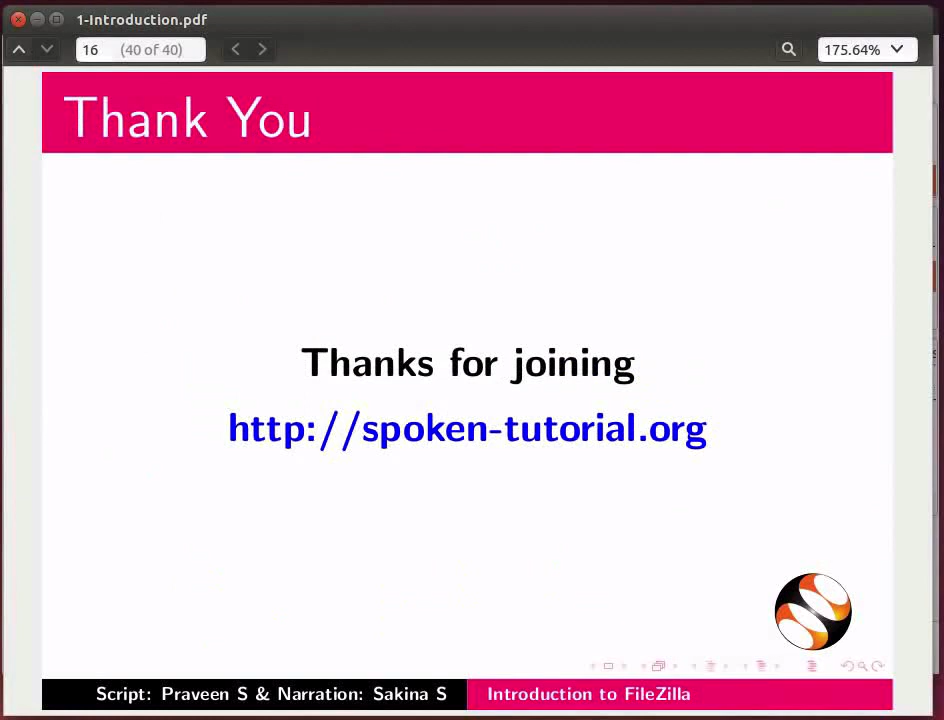 1-Introduction.pdf
16 (40 of 40) 175.64%
Thank You
Thanks for joining
http://spoken-tutorial.org
Script: Praveen S & Narration: Sakina S Introduction to FileZilla